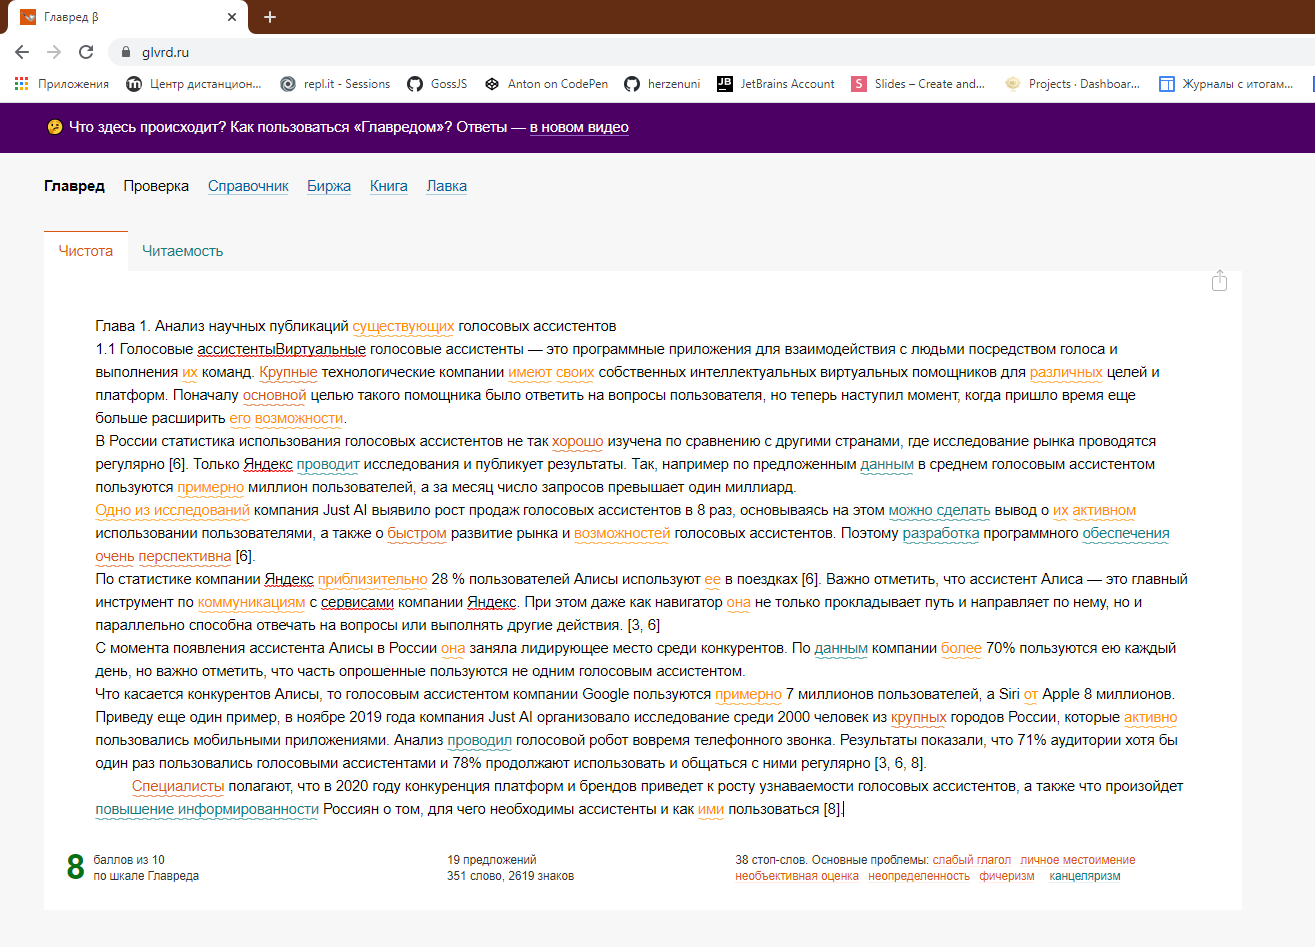 Главред β
glvrd.ru
Приложения Центр дистанцион... repl.it - Sessions GossJS Anton on CodePen herzenuni JetBrains Account Slides – Create and... Projects · Dashboar... Журналы с итогам...
Что здесь происходит? Как пользоваться «Главредом»? Ответы — в новом видео
Главред Проверка Справочник Биржа Книга Лавка
Чистота Читаемость
Глава 1. Анализ научных публикаций существующих голосовых ассистентов
1.1 Голосовые ассистентыВиртуальные голосовые ассистенты — это программные приложения для взаимодействия с людьми посредством голоса и
выполнения их команд. Крупные технологические компании имеют своих собственных интеллектуальных виртуальных помощников для различных целей и
платформ. Поначалу основной целью такого помощника было ответить на вопросы пользователя, но теперь наступил момент, когда пришло время еще
больше расширить его возможности.
В России статистика использования голосовых ассистентов не так хорошо изучена по сравнению с другими странами, где исследование рынка проводятся
регулярно [6]. Только Яндекс проводит исследования и публикует результаты. Так, например по предложенным данным в среднем голосовым ассистентом
пользуются примерно миллион пользователей, а за месяц число запросов превышает один миллиард.
Одно из исследований компания Just AI выявило рост продаж голосовых ассистентов в 8 раз, основываясь на этом можно сделать вывод о их активном
использовании пользователями, а также о быстром развитие рынка и возможностей голосовых ассистентов. Поэтому разработка программного обеспечения
очень перспективна [6].
По статистике компании Яндекс приблизительно 28 % пользователей Алисы используют ее в поездках [6]. Важно отметить, что ассистент Алиса — это главный
инструмент по коммуникациям с сервисами компании Яндекс. При этом даже как навигатор она не только прокладывает путь и направляет по нему, но и
параллельно способна отвечать на вопросы или выполнять другие действия. [3, 6]
С момента появления ассистента Алисы в России она заняла лидирующее место среди конкурентов. По данным компании более 70% пользуются ею каждый
день, но важно отметить, что часть опрошенные пользуются не одним голосовым ассистентом.
Что касается конкурентов Алисы, то голосовым ассистентом компании Google пользуются примерно 7 миллионов пользователей, а Siri от Apple 8 миллионов.
Приведу еще один пример, в ноябре 2019 года компания Just AI организовало исследование среди 2000 человек из крупных городов России, которые активно
пользовались мобильными приложениями. Анализ проводил голосовой робот вовремя телефонного звонка. Результаты показали, что 71% аудитории хотя бы
один раз пользовались голосовыми ассистентами и 78% продолжают использовать и общаться с ними регулярно [3, 6, 8].
Специалисты полагают, что в 2020 году конкуренция платформ и брендов приведет к росту узнаваемости голосовых ассистентов, а также что произойдет
повышение информированности Россиян о том, для чего необходимы ассистенты и как ими пользоваться [8].
8 баллов из 10 19 предложений 38 стоп-слов. Основные проблемы: слабый глагол личное местоимение
по шкале Главреда 351 слово, 2619 знаков необъективная оценка неопределенность фичеризм канцеляризм